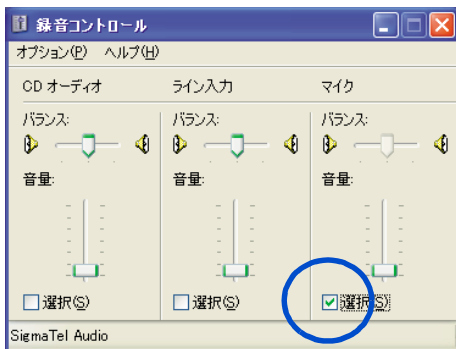 録音コントロール
オプション(P) ヘルプ(H)
CD オーディオ ライン入力 マイク
バランス: バランス: バランス:
音量: 音量: 音量:
選択(S) 選択(S) 選択(S)
SigmaTel Audio